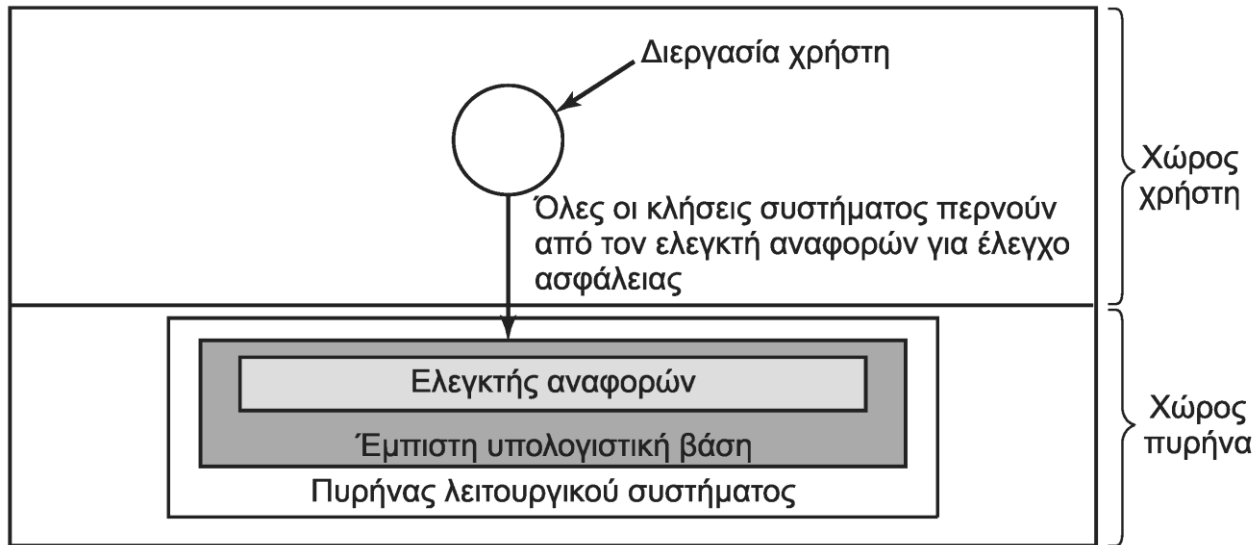 Διεργασία χρήστη
Χώρος
χρήστη
Όλες οι κλήσεις συστήματος περνούν
από τον ελεγκτή αναφορών για έλεγχο
ασφάλειας
Ελεγκτής αναφορών
Έμπιστη υπολογιστική βάση
Πυρήνας λειτουργικού συστήματος
Χώρος
πυρήνα